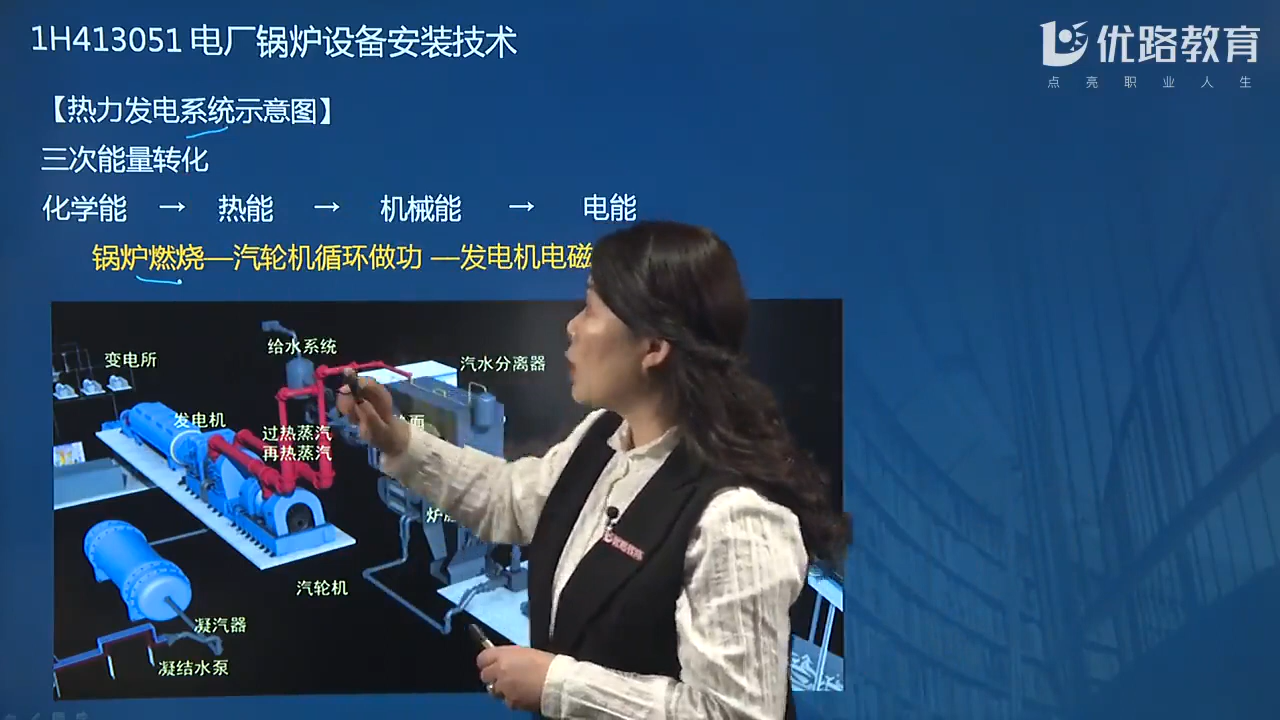 1H413051 电厂锅炉设备安装技术
优路教育
点亮职业人生
【热力发电系统示意图】
三次能量转化
化学能 → 热能 → 机械能 → 电能
锅炉燃烧—汽轮机循环做功 —发电机电磁
给水系统
变电所
汽水分离器
发电机
过热蒸汽
再热蒸汽
汽轮机
凝汽器
凝结水泵